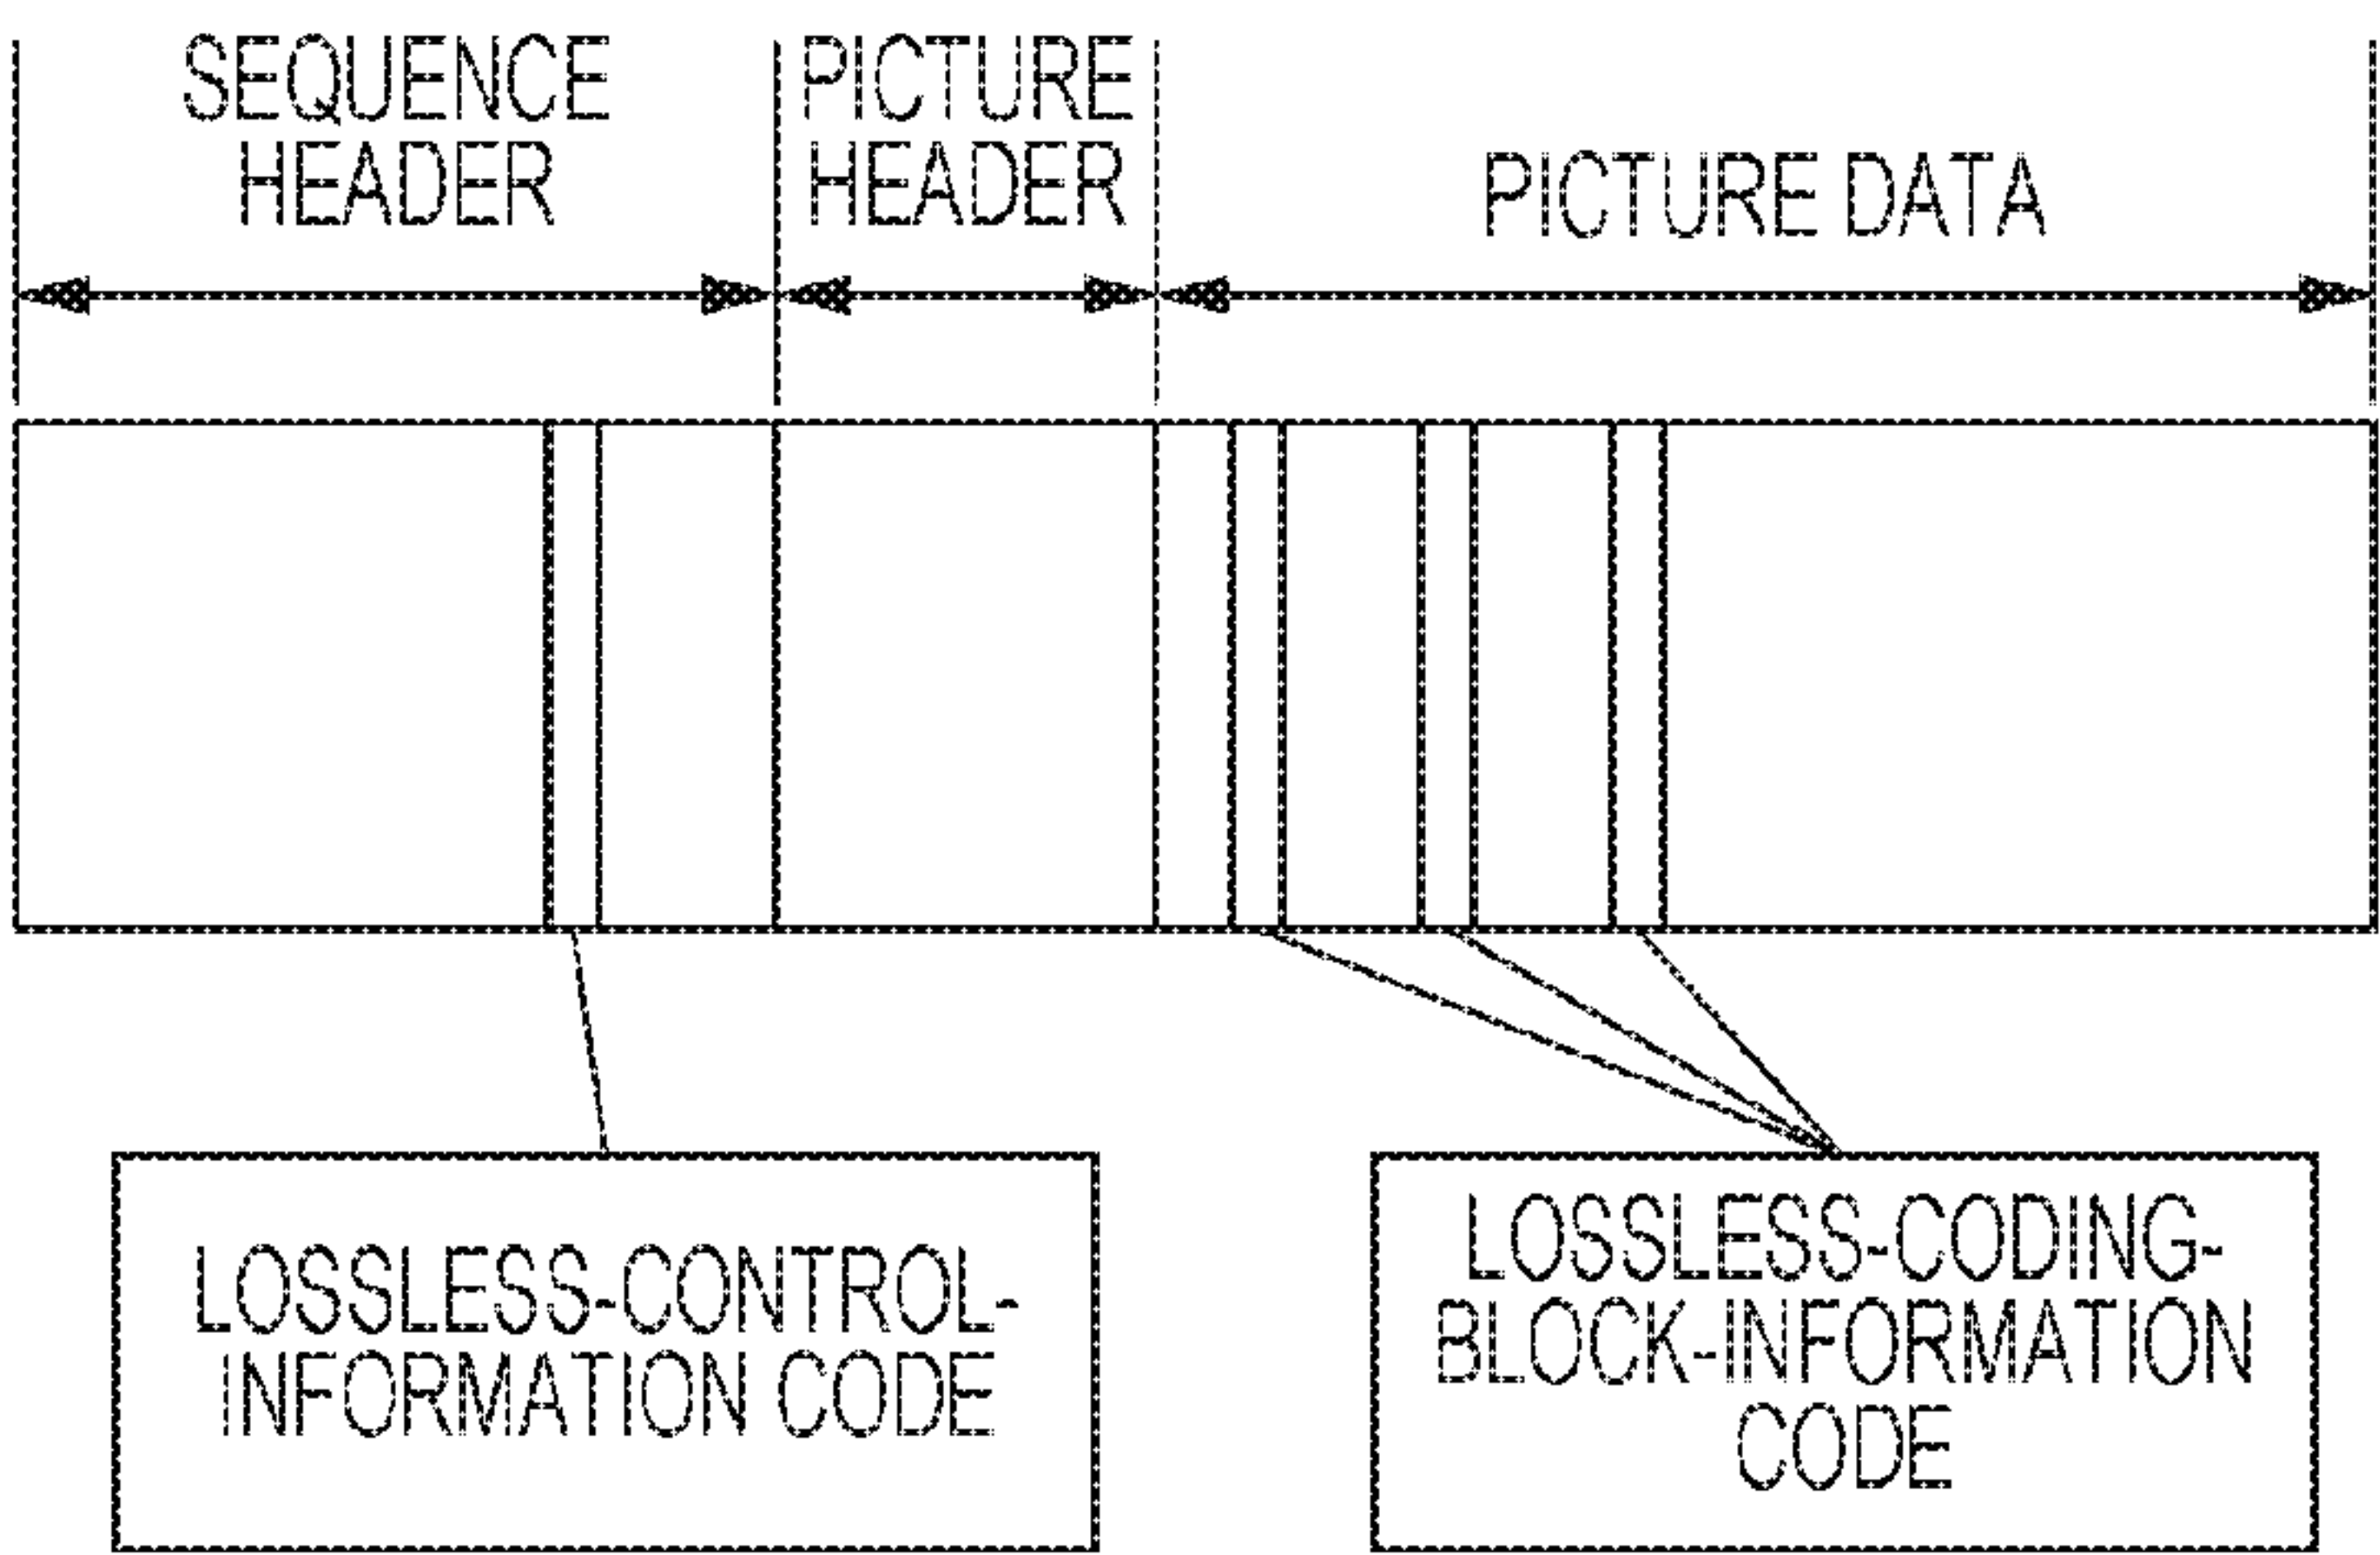 SEQUENCE
HEADER
PICTURE
HEADER
PICTURE DATA
LOSSLESS-CONTROL-
INFORMATION CODE
LOSSLESS-CODING-
BLOCK-INFORMATION
CODE